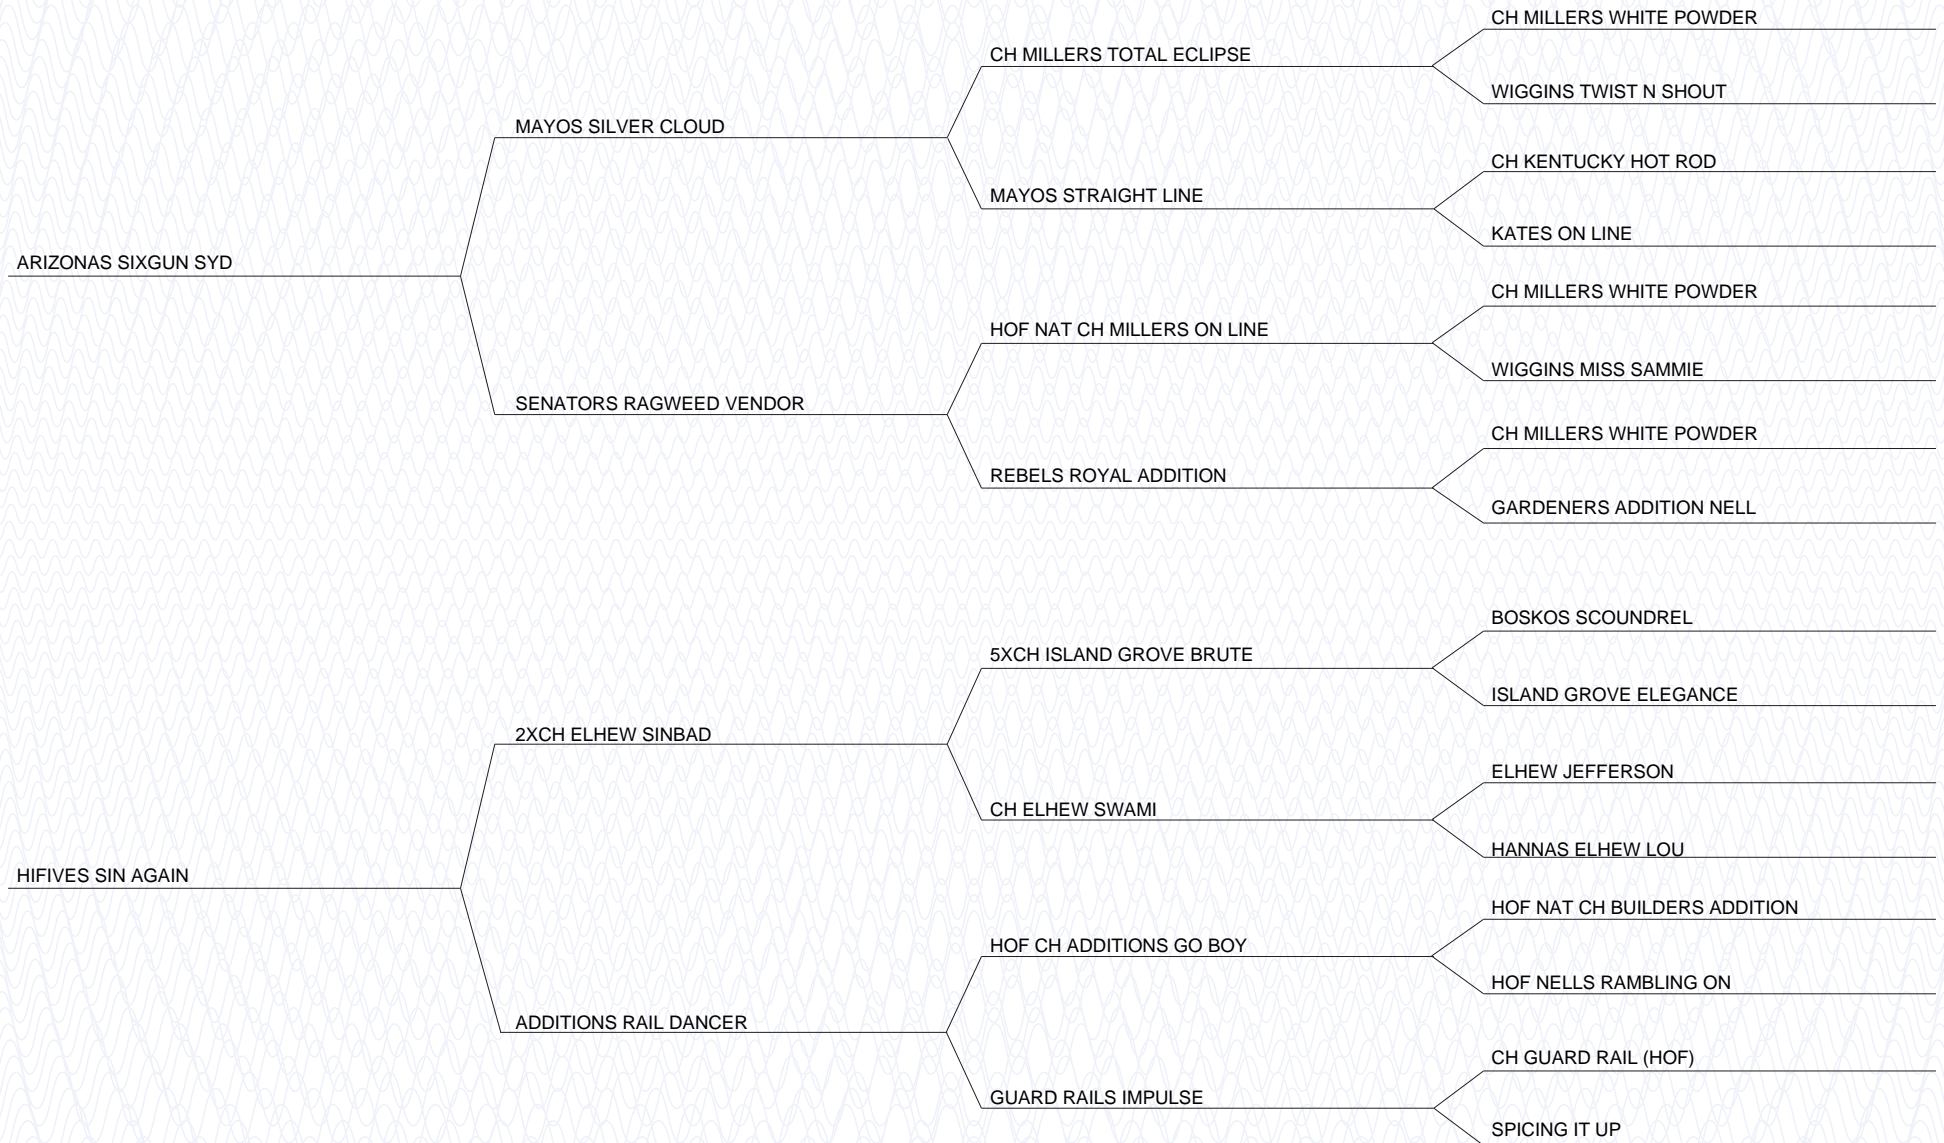 CH MILLERS WHITE POWDER
CH MILLERS TOTAL ECLIPSE
WIGGINS TWIST N SHOUT
MAYOS SILVER CLOUD
CH KENTUCKY HOT ROD
MAYOS STRAIGHT LINE
KATES ON LINE
ARIZONAS SIXGUN SYD
CH MILLERS WHITE POWDER
HOF NAT CH MILLERS ON LINE
WIGGINS MISS SAMMIE
SENATORS RAGWEED VENDOR
CH MILLERS WHITE POWDER
REBELS ROYAL ADDITION
GARDENERS ADDITION NELL
BOSKOS SCOUNDREL
5XCH ISLAND GROVE BRUTE
ISLAND GROVE ELEGANCE
2XCH ELHEW SINBAD
ELHEW JEFFERSON
CH ELHEW SWAMI
HANNAS ELHEW LOU
HIFIVES SIN AGAIN
HOF NAT CH BUILDERS ADDITION
HOF CH ADDITIONS GO BOY
HOF NELLS RAMBLING ON
ADDITIONS RAIL DANCER
CH GUARD RAIL (HOF)
GUARD RAILS IMPULSE
SPICING IT UP